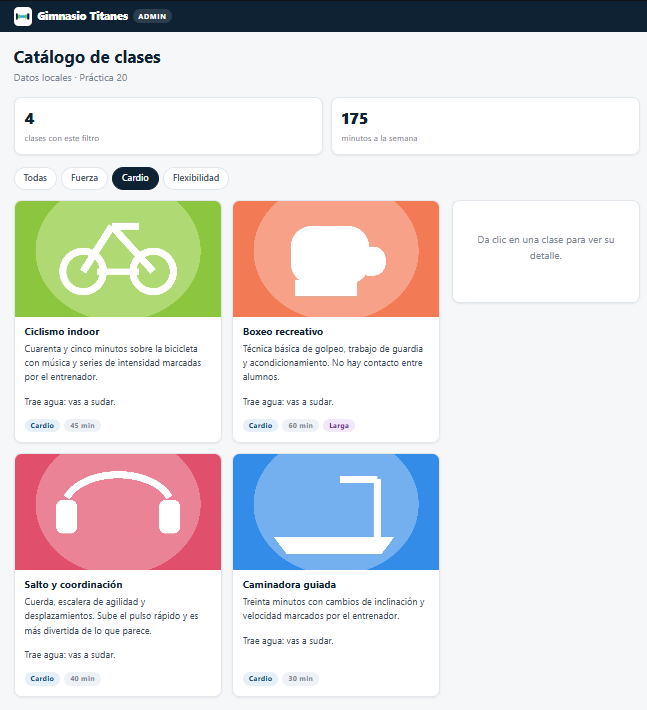 Gimnasio Titanes ADMIN
Catálogo de clases
Datos locales · Práctica 20
4
clases con este filtro
175
minutos a la semana
Todas Fuerza Cardio Flexibilidad
Ciclismo indoor
Cuarenta y cinco minutos sobre la bicicleta
con música y series de intensidad marcadas
por el entrenador.
Trae agua: vas a sudar.
Cardio 45 min
Boxeo recreativo
Técnica básica de golpeo, trabajo de guardia
y acondicionamiento. No hay contacto entre
alumnos.
Trae agua: vas a sudar.
Cardio 60 min Larga
Da clic en una clase para ver su
detalle.
Salto y coordinación
Cuerda, escalera de agilidad y
desplazamientos. Sube el pulso rápido y es
más divertida de lo que parece.
Trae agua: vas a sudar.
Cardio 40 min
Caminadora guiada
Treinta minutos con cambios de inclinación y
velocidad marcados por el entrenador.
Trae agua: vas a sudar.
Cardio 30 min